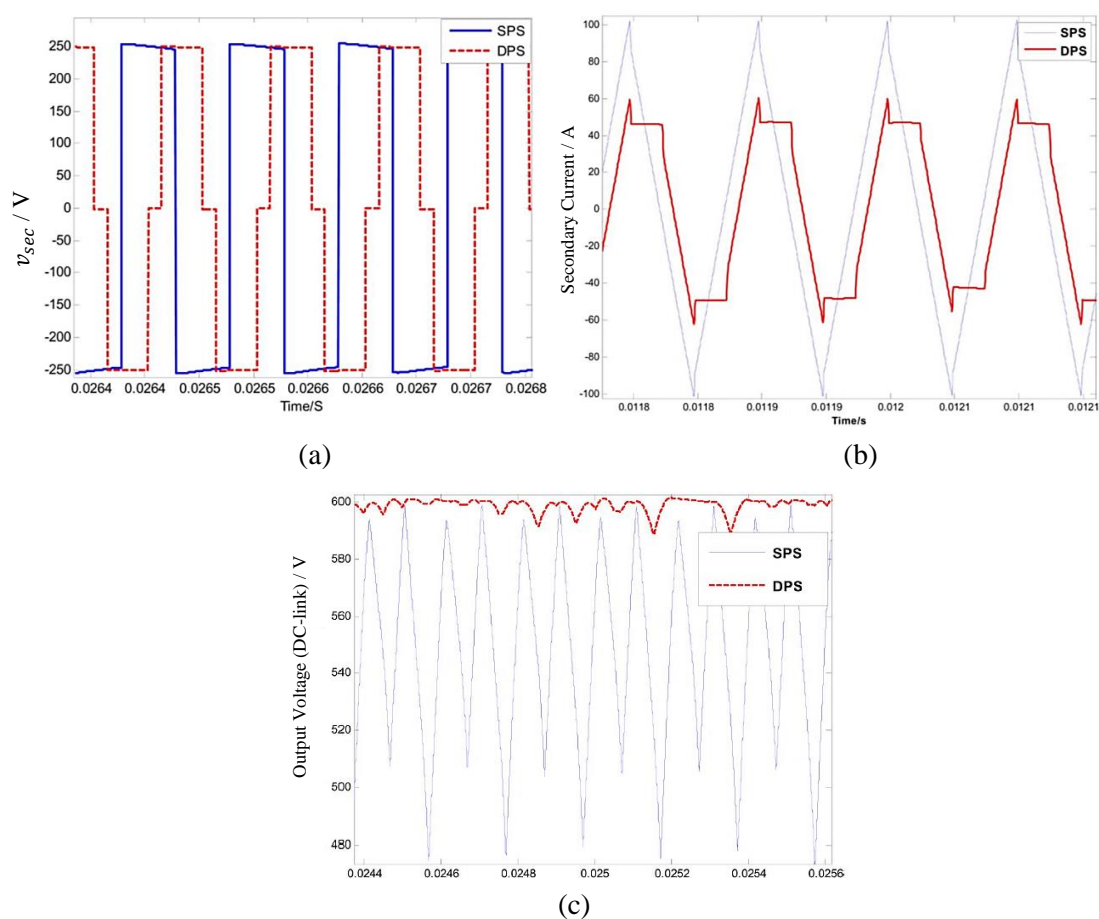 SPS
DPS
250
200
150
100
50
0
-50
-100
-150
-200
-250
v_sec / V
0.0264 0.0264 0.0265 0.0265 0.0266 0.0266 0.0267 0.0267 0.0268
Time/S
(a)
SPS
DPS
100
80
60
40
20
0
-20
-40
-60
-80
-100
Secondary Current / A
0.0118 0.0118 0.0119 0.0119 0.012 0.0121 0.0121 0.0121
Time/s
(b)
SPS
DPS
600
580
560
540
520
500
480
Output Voltage (DC-link) / V
0.0244 0.0246 0.0248 0.025 0.0252 0.0254 0.0256
(c)